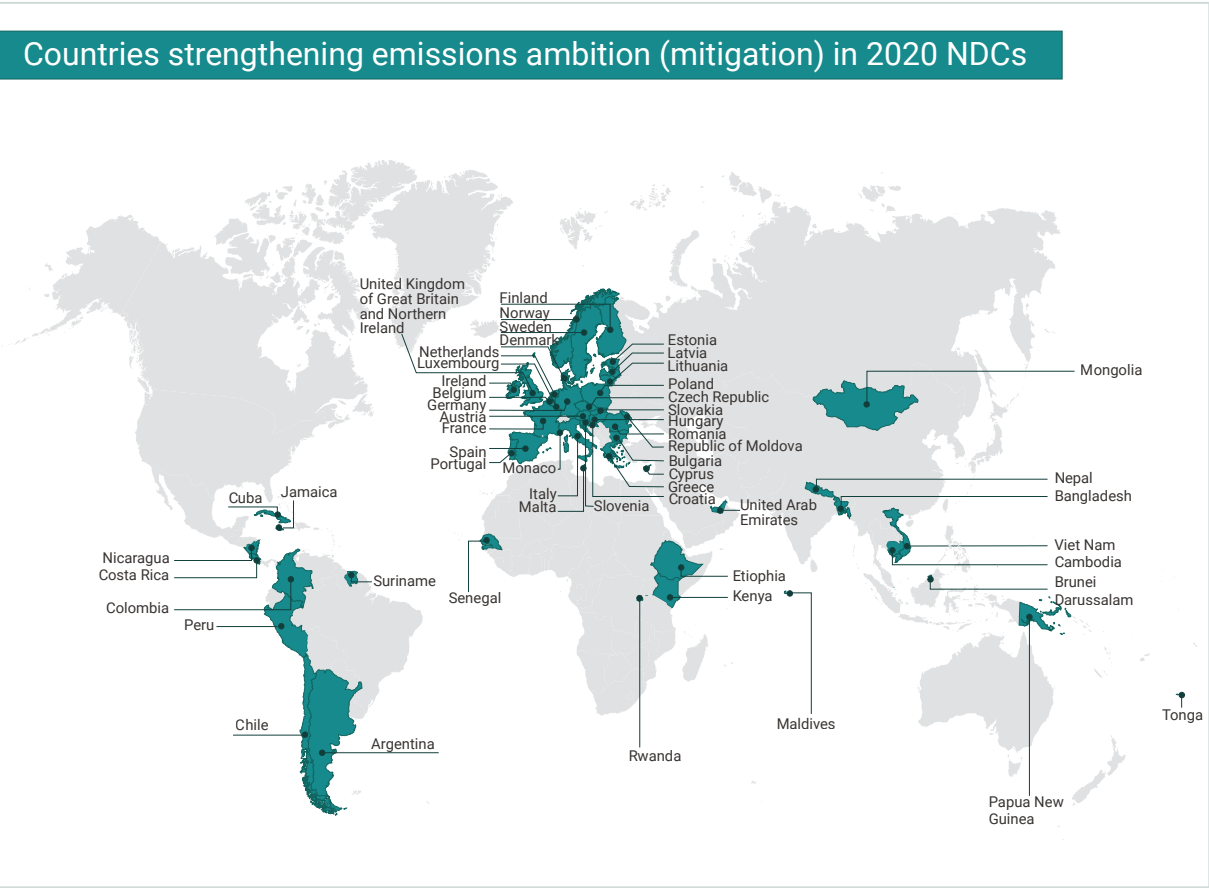 Countries strengthening emissions ambition (mitigation) in 2020 NDCs
United Kingdom
of Great Britain
and Northern
Ireland
Finland
Norway
Sweden
Denmark
Netherlands
Luxembourg
Ireland
Belgium
Germany
Austria
France
Spain
Portugal
Monaco
Italy
Malta
Slovenia
Estonia
Latvia
Lithuania
Poland
Czech Republic
Slovakia
Hungary
Romania
Republic of Moldova
Bulgaria
Cyprus
Greece
Croatia
United Arab
Emirates
Mongolia
Nepal
Bangladesh
Viet Nam
Cambodia
Brunei
Darussalam
Cuba
Jamaica
Nicaragua
Costa Rica
Colombia
Peru
Suriname
Chile
Argentina
Senegal
Etiophia
Kenya
Rwanda
Maldives
Tonga
Papua New
Guinea